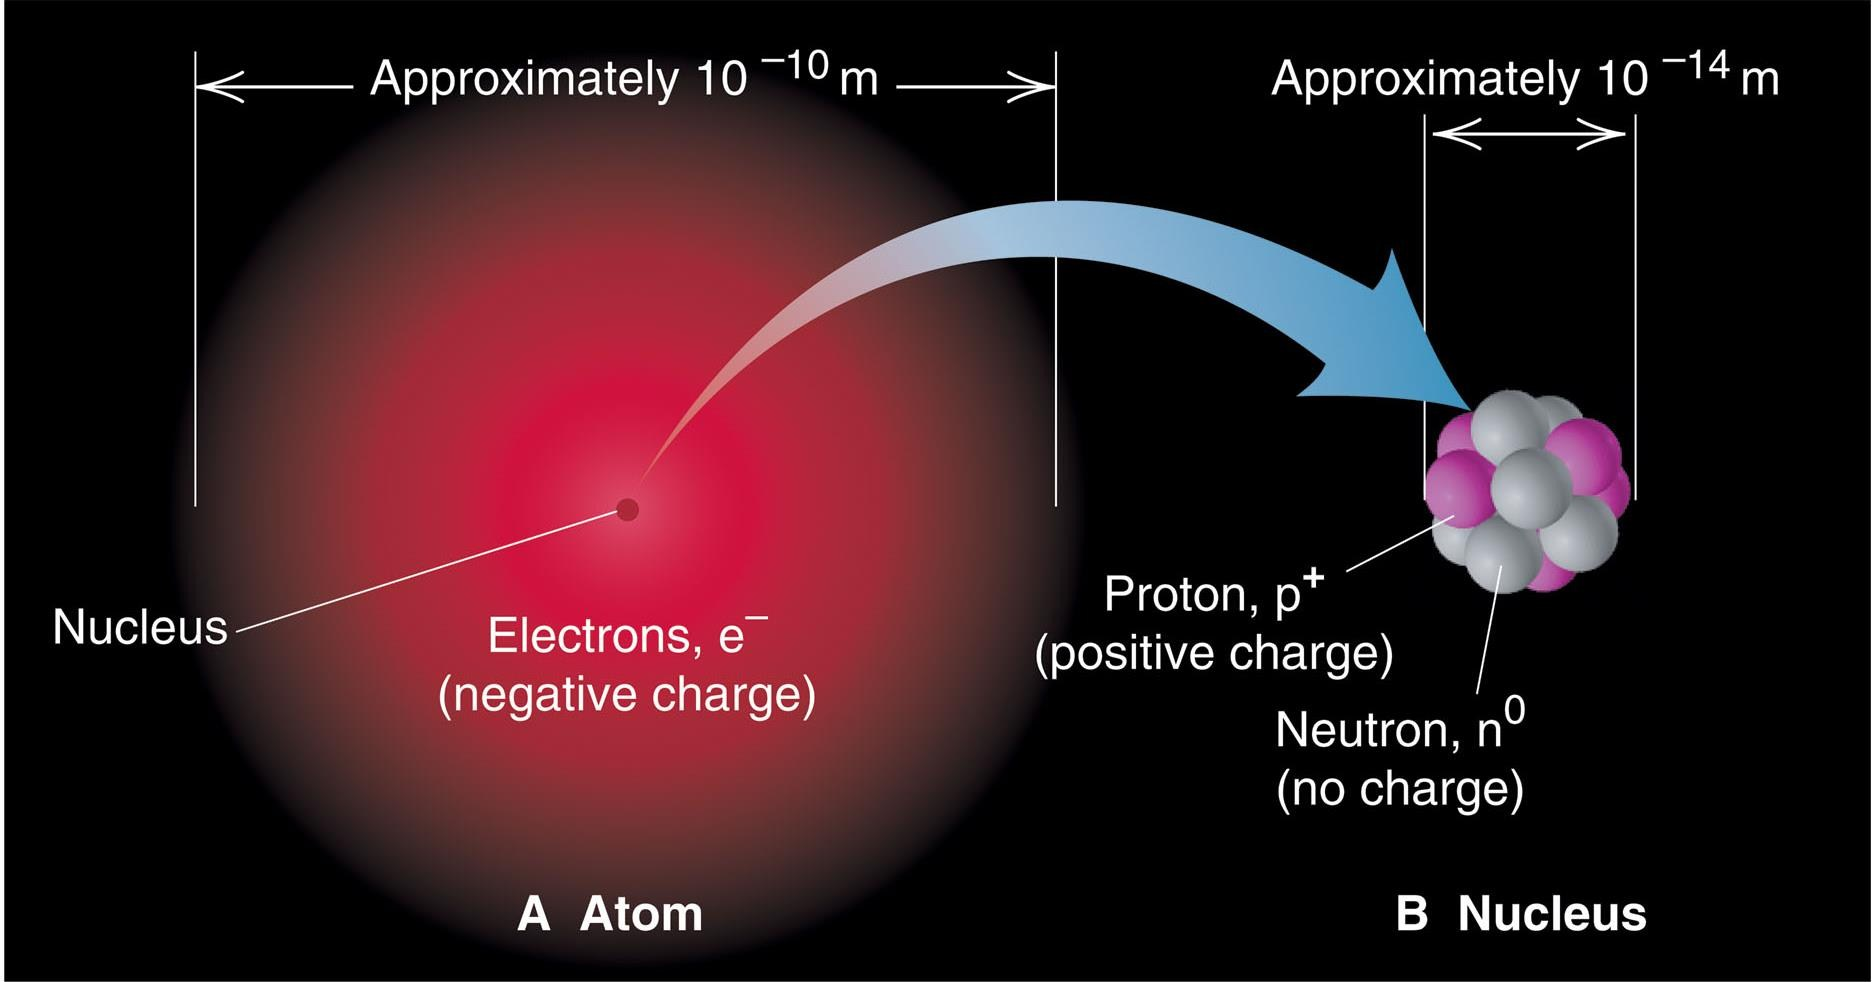 Approximately 10 ⁻¹⁰ m
Approximately 10 ⁻¹⁴ m
Nucleus
Electrons, e⁻
(negative charge)
Proton, p⁺
(positive charge)
Neutron, n⁰
(no charge)
A Atom
B Nucleus